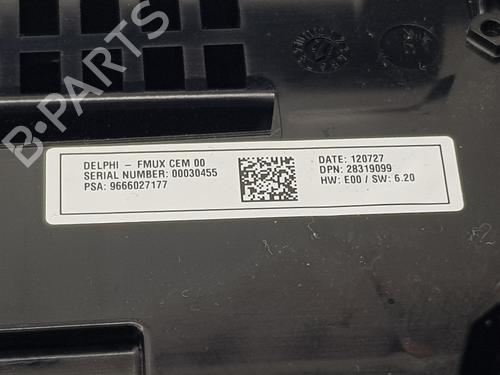 B-PARTS
DELPHI - FMUX CEM 00
SERIAL NUMBER: 00030455
PSA: 9666027177
DATE: 120727
DPN: 28319099
HW: E00 / SW: 6.20